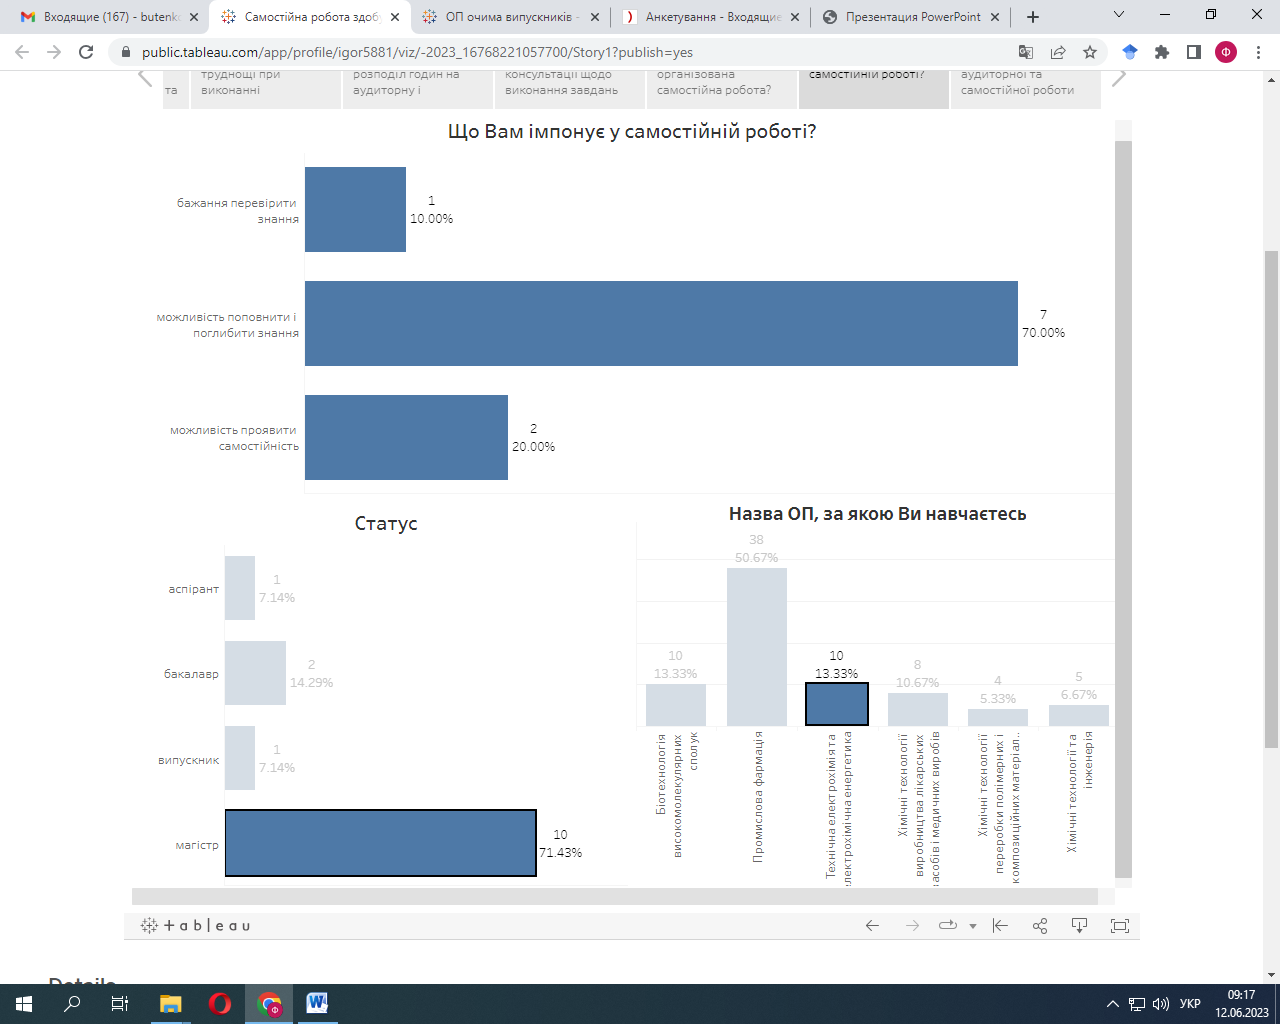 Входящие (167) - butenk
Самостійна робота здоб
ОП очима випускників -
Анкетування - Входящие
Презентация PowerPoint
public.tableau.com/app/profile/igor5881/viz/-2023_16768221057700/Story1?publish=yes
Ф
та
труднощі при
виконанні
розподіл годин на
аудиторну і
консультації щодо
виконання завдань
організована
самостійна робота?
самостійній роботі?
аудиторної та
самостійної роботи
Що Вам імпонує у самостійній роботі?
бажання перевірити
знання
1
10.00%
можливість поповнити і
поглибити знання
7
70.00%
можливість проявити
самостійність
2
20.00%
Статус
аспірант
1
7.14%
бакалавр
2
14.29%
випускник
1
7.14%
магістр
10
71.43%
Назва ОП, за якою Ви навчаєтесь
10
13.33%
38
50.67%
10
13.33%
8
10.67%
4
5.33%
5
6.67%
Біотехнологія
високомолекулярних
сполук
Промислова фармація
Технічна електрохімія та
електрохімічна енергетика
Хімічні технології
виробництва лікарських
засобів і медичних виробів
Хімічні технології
переробки полімерних і
композиційних матеріал..
Хімічні технології та
інженерія
+ a b l e a u
Details
УКР
09:17
12.06.2023